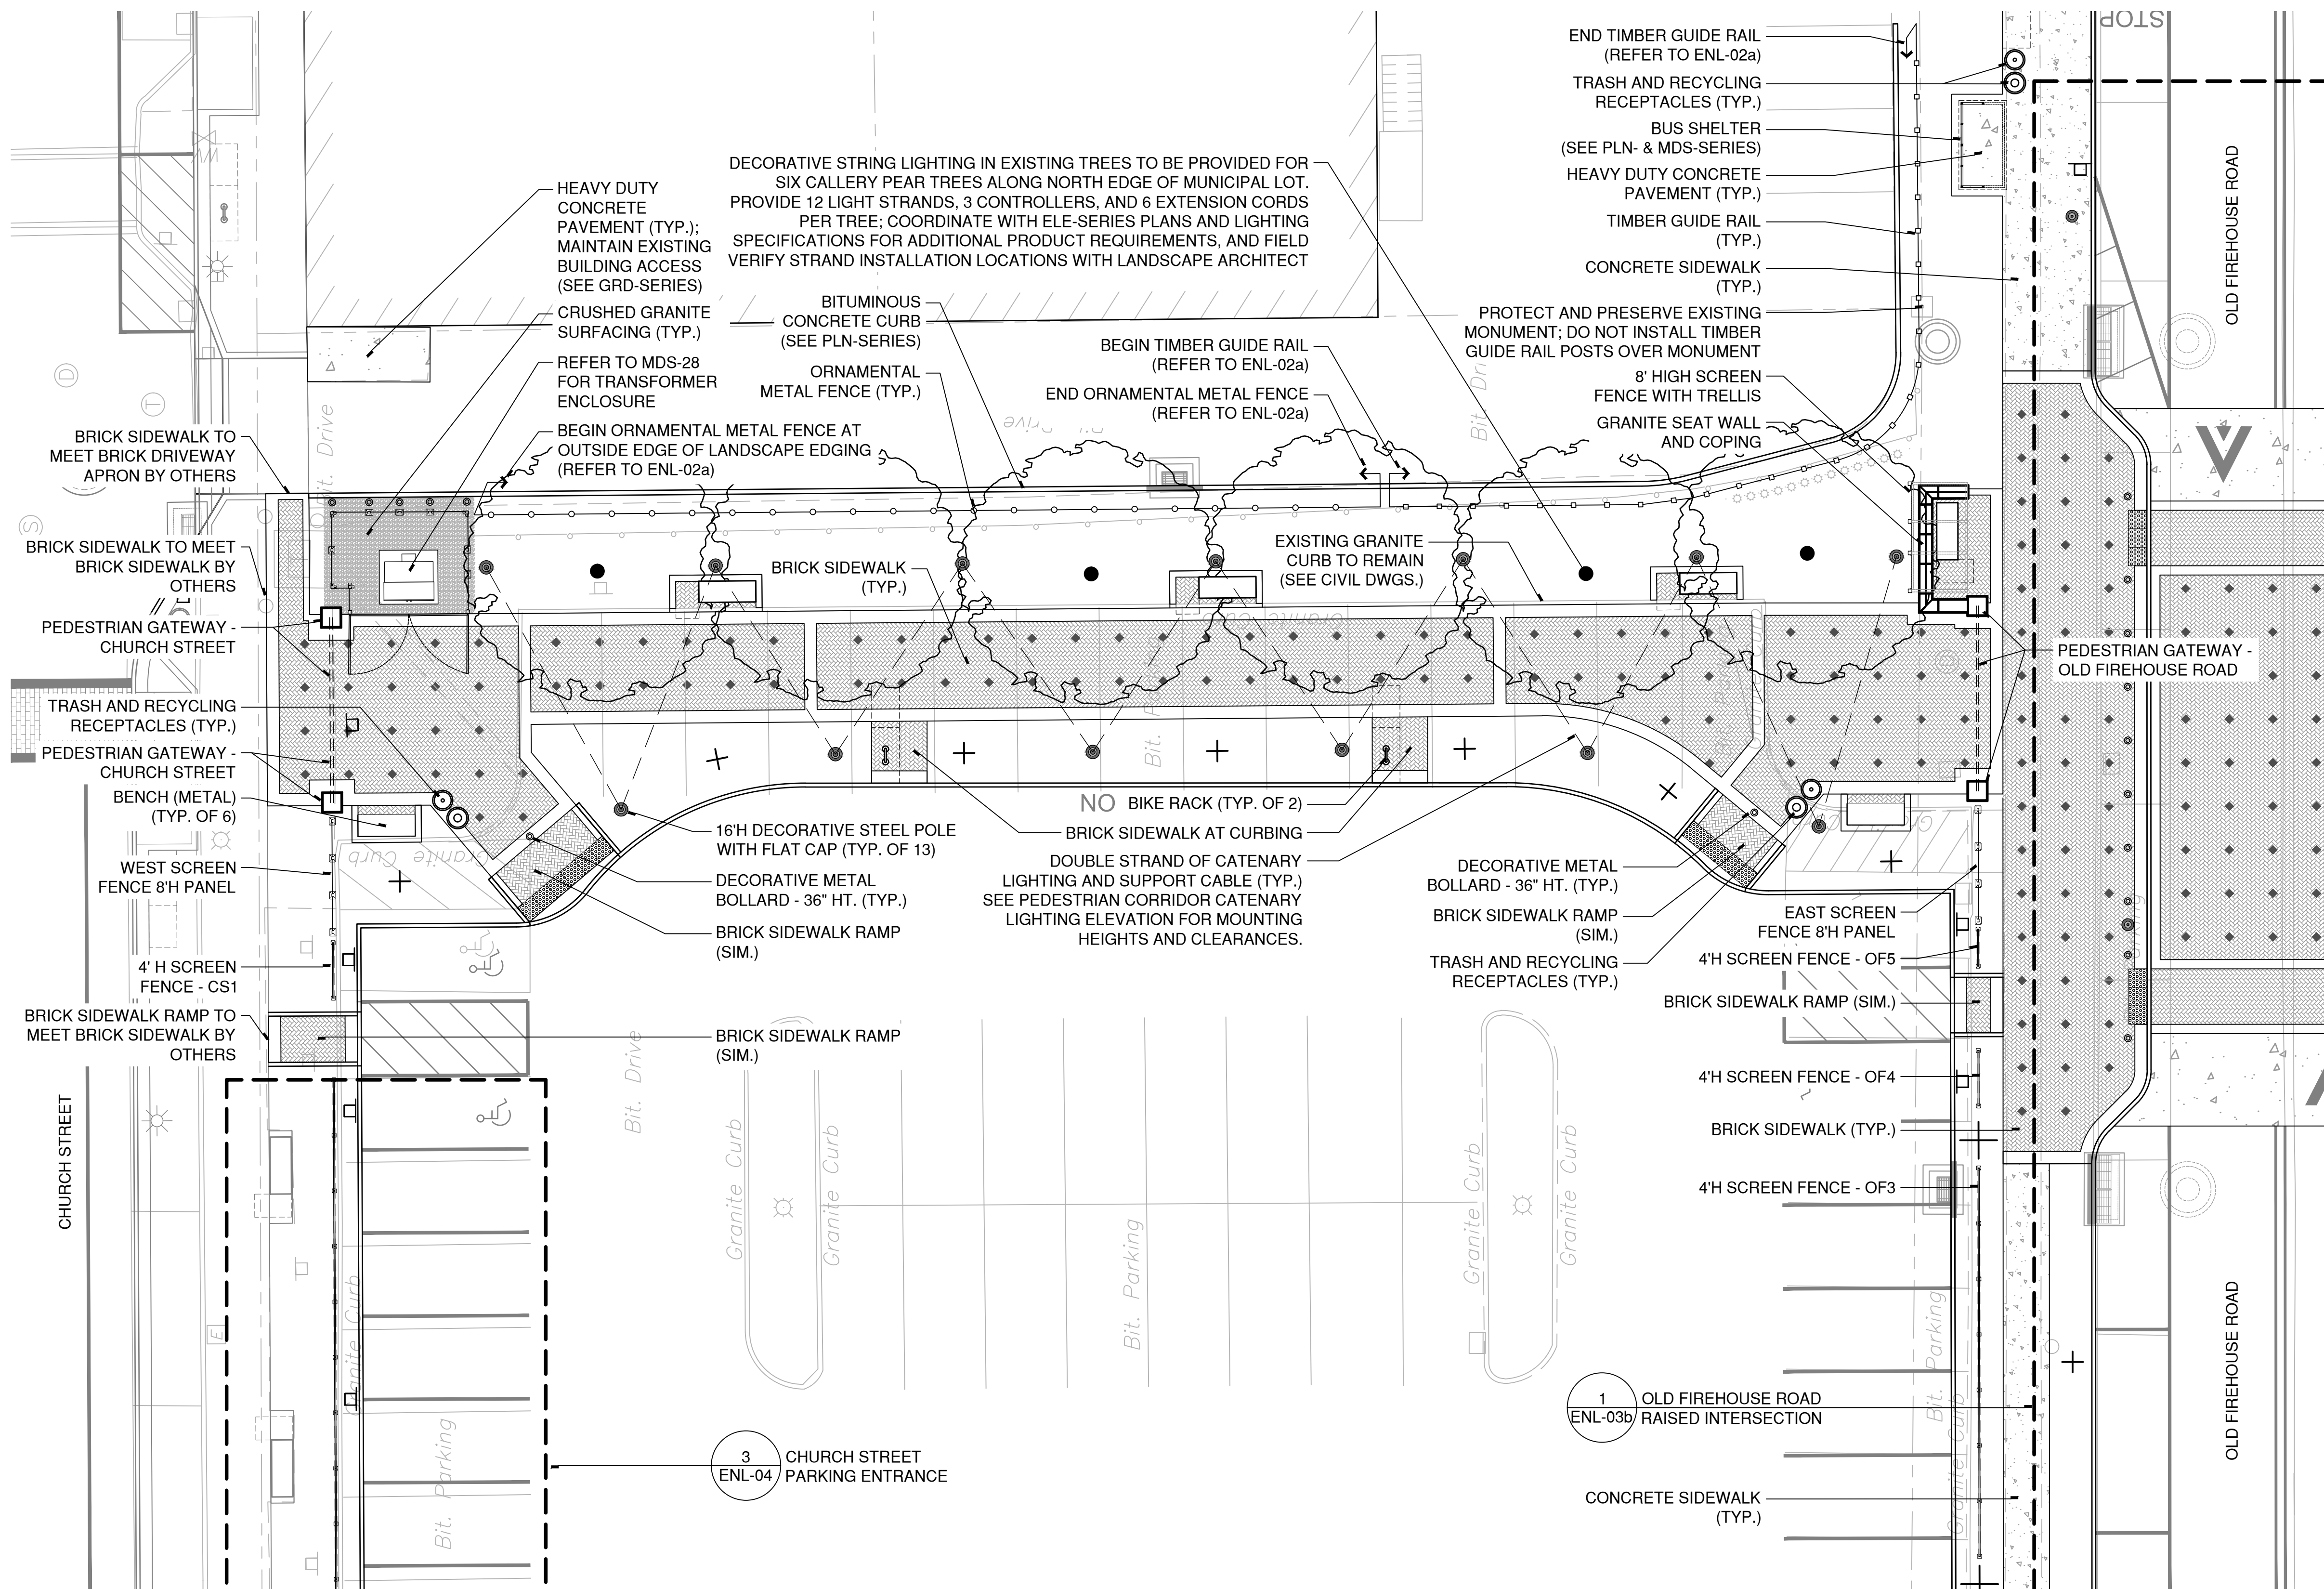 STOP
END TIMBER GUIDE RAIL
(REFER TO ENL-02a)
TRASH AND RECYCLING
RECEPTACLES (TYP.)
BUS SHELTER
(SEE PLN- & MDS-SERIES)
HEAVY DUTY CONCRETE
PAVEMENT (TYP.)
TIMBER GUIDE RAIL
(TYP.)
CONCRETE SIDEWALK
(TYP.)
PROTECT AND PRESERVE EXISTING
MONUMENT; DO NOT INSTALL TIMBER
GUIDE RAIL POSTS OVER MONUMENT
8' HIGH SCREEN
FENCE WITH TRELLIS
GRANITE SEAT WALL
AND COPING
OLD FIREHOUSE ROAD
DECORATIVE STRING LIGHTING IN EXISTING TREES TO BE PROVIDED FOR
SIX CALLERY PEAR TREES ALONG NORTH EDGE OF MUNICIPAL LOT.
PROVIDE 12 LIGHT STRANDS, 3 CONTROLLERS, AND 6 EXTENSION CORDS
PER TREE; COORDINATE WITH ELE-SERIES PLANS AND LIGHTING
SPECIFICATIONS FOR ADDITIONAL PRODUCT REQUIREMENTS, AND FIELD
VERIFY STRAND INSTALLATION LOCATIONS WITH LANDSCAPE ARCHITECT
HEAVY DUTY
CONCRETE
PAVEMENT (TYP.);
MAINTAIN EXISTING
BUILDING ACCESS
(SEE GRD-SERIES)
CRUSHED GRANITE
SURFACING (TYP.)
REFER TO MDS-28
FOR TRANSFORMER
ENCLOSURE
BEGIN ORNAMENTAL METAL FENCE AT
OUTSIDE EDGE OF LANDSCAPE EDGING
(REFER TO ENL-02a)
BITUMINOUS
CONCRETE CURB
(SEE PLN-SERIES)
ORNAMENTAL
METAL FENCE (TYP.)
BEGIN TIMBER GUIDE RAIL
(REFER TO ENL-02a)
END ORNAMENTAL METAL FENCE
(REFER TO ENL-02a)
Bit. Drive
Drive
Bit. Dri
D
T
S
BRICK SIDEWALK TO
MEET BRICK DRIVEWAY
APRON BY OTHERS
BRICK SIDEWALK TO MEET
BRICK SIDEWALK BY
OTHERS
PEDESTRIAN GATEWAY -
CHURCH STREET
TRASH AND RECYCLING
RECEPTACLES (TYP.)
PEDESTRIAN GATEWAY -
CHURCH STREET
BENCH (METAL)
(TYP. OF 6)
WEST SCREEN
FENCE 8'H PANEL
4' H SCREEN
FENCE - CS1
BRICK SIDEWALK RAMP TO
MEET BRICK SIDEWALK BY
OTHERS
CHURCH STREET
BRICK SIDEWALK
(TYP.)
EXISTING GRANITE
CURB TO REMAIN
(SEE CIVIL DWGS.)
PEDESTRIAN GATEWAY -
OLD FIREHOUSE ROAD
Granite Curb
16'H DECORATIVE STEEL POLE
WITH FLAT CAP (TYP. OF 13)
DECORATIVE METAL
BOLLARD - 36" HT. (TYP.)
BRICK SIDEWALK RAMP
(SIM.)
BRICK SIDEWALK RAMP
(SIM.)
NO
BIKE RACK (TYP. OF 2)
BRICK SIDEWALK AT CURBING
DOUBLE STRAND OF CATENARY
LIGHTING AND SUPPORT CABLE (TYP.)
SEE PEDESTRIAN CORRIDOR CATENARY
LIGHTING ELEVATION FOR MOUNTING
HEIGHTS AND CLEARANCES.
DECORATIVE METAL
BOLLARD - 36" HT. (TYP.)
BRICK SIDEWALK RAMP
(SIM.)
TRASH AND RECYCLING
RECEPTACLES (TYP.)
EAST SCREEN
FENCE 8'H PANEL
4'H SCREEN FENCE - OF5
BRICK SIDEWALK RAMP (SIM.)
4'H SCREEN FENCE - OF4
BRICK SIDEWALK (TYP.)
4'H SCREEN FENCE - OF3
Bit. Drive
Granite Curb
Granite Curb
Granite Curb
Granite Curb
Granite Curb
Bit. Parking
Bit. Parking
Bit. Parking
Granite Curb
E
1
ENL-03b
OLD FIREHOUSE ROAD
RAISED INTERSECTION
3
ENL-04
CHURCH STREET
PARKING ENTRANCE
CONCRETE SIDEWALK
(TYP.)
OLD FIREHOUSE ROAD